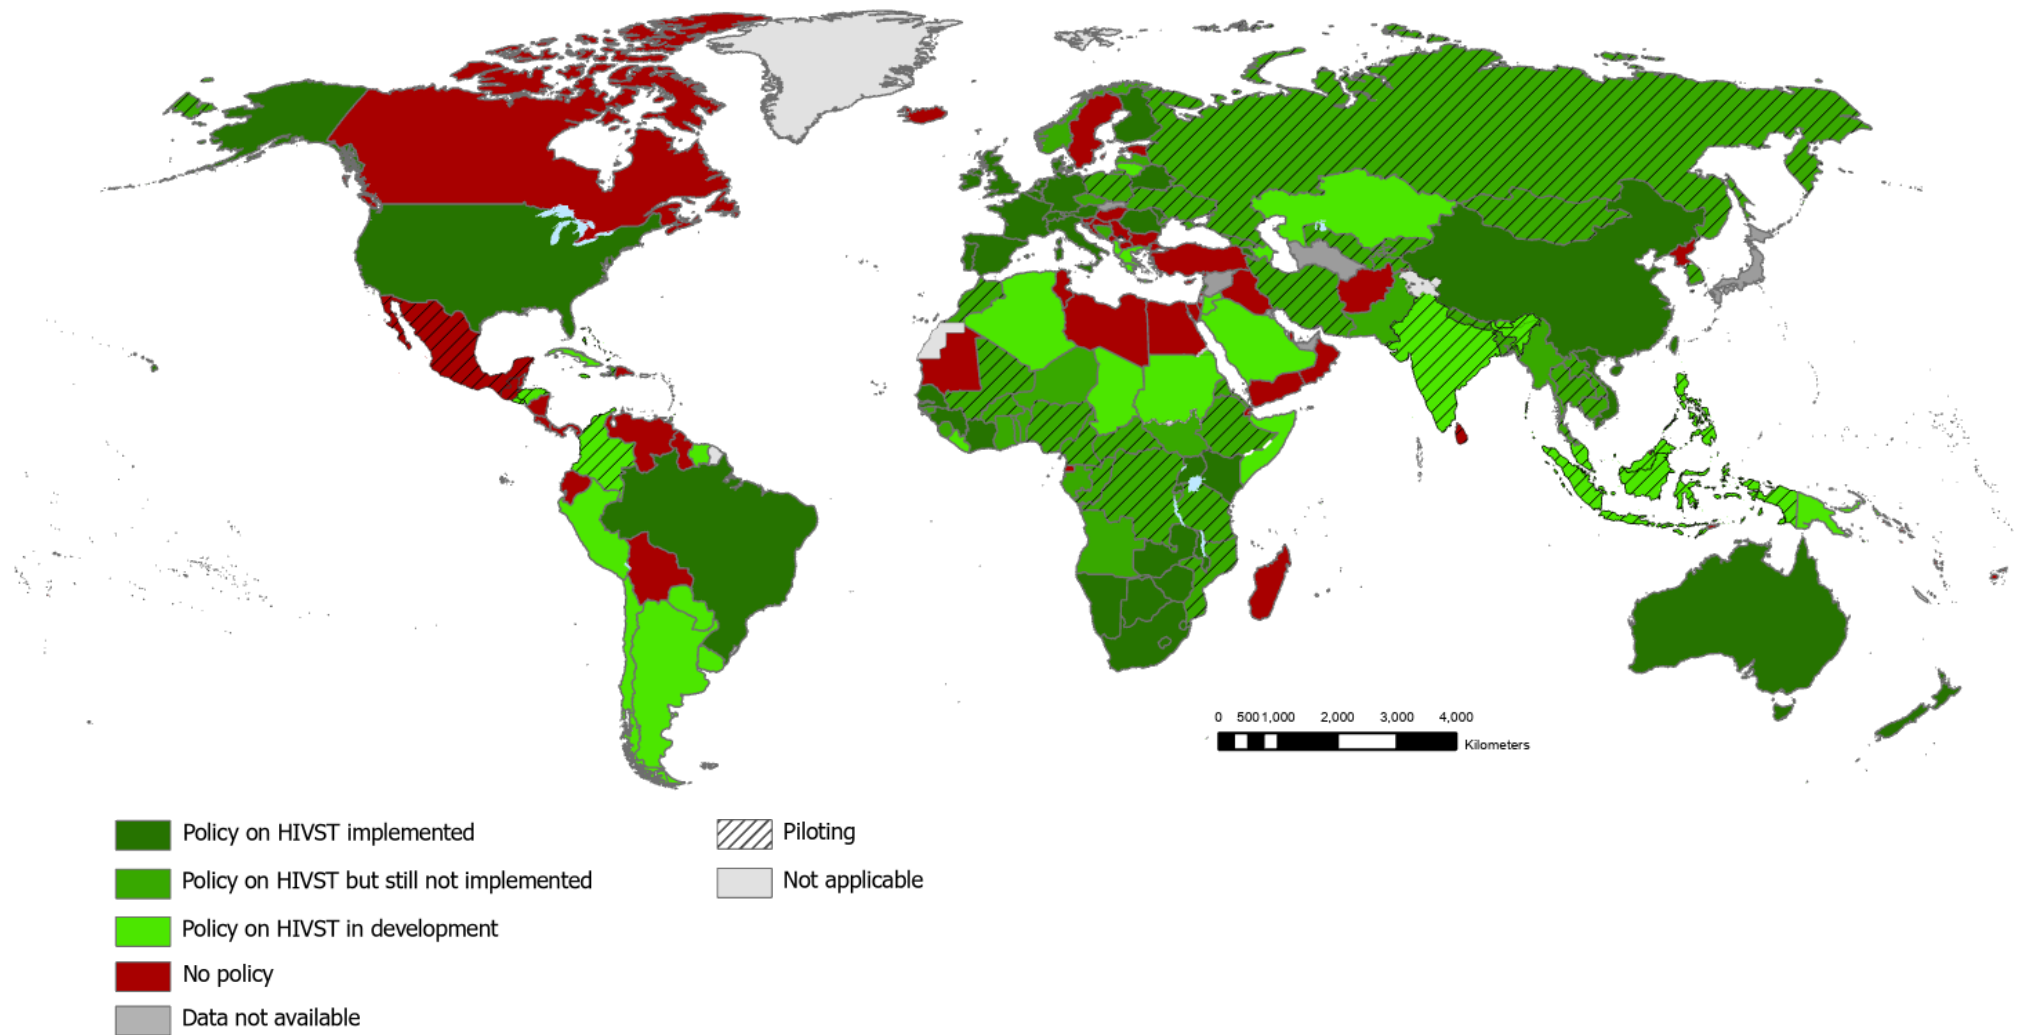 0 500 1,000 2,000 3,000 4,000
Kilometers
Policy on HIVST implemented
Piloting
Policy on HIVST but still not implemented
Not applicable
Policy on HIVST in development
No policy
Data not available